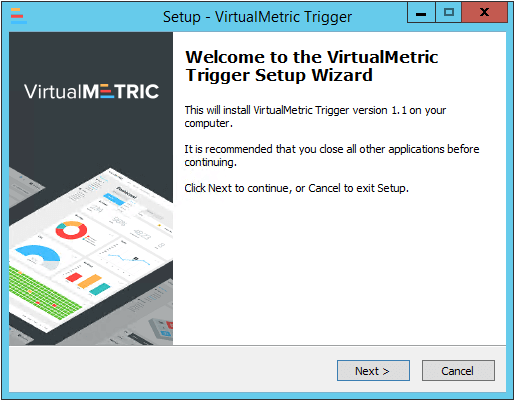 Setup - VirtualMetric Trigger
VirtualMETRIC
Welcome to the VirtualMetric
Trigger Setup Wizard
This will install VirtualMetric Trigger version 1.1 on your
computer.
It is recommended that you close all other applications before
continuing.
Click Next to continue, or Cancel to exit Setup.
Dashboard
Next >
Cancel